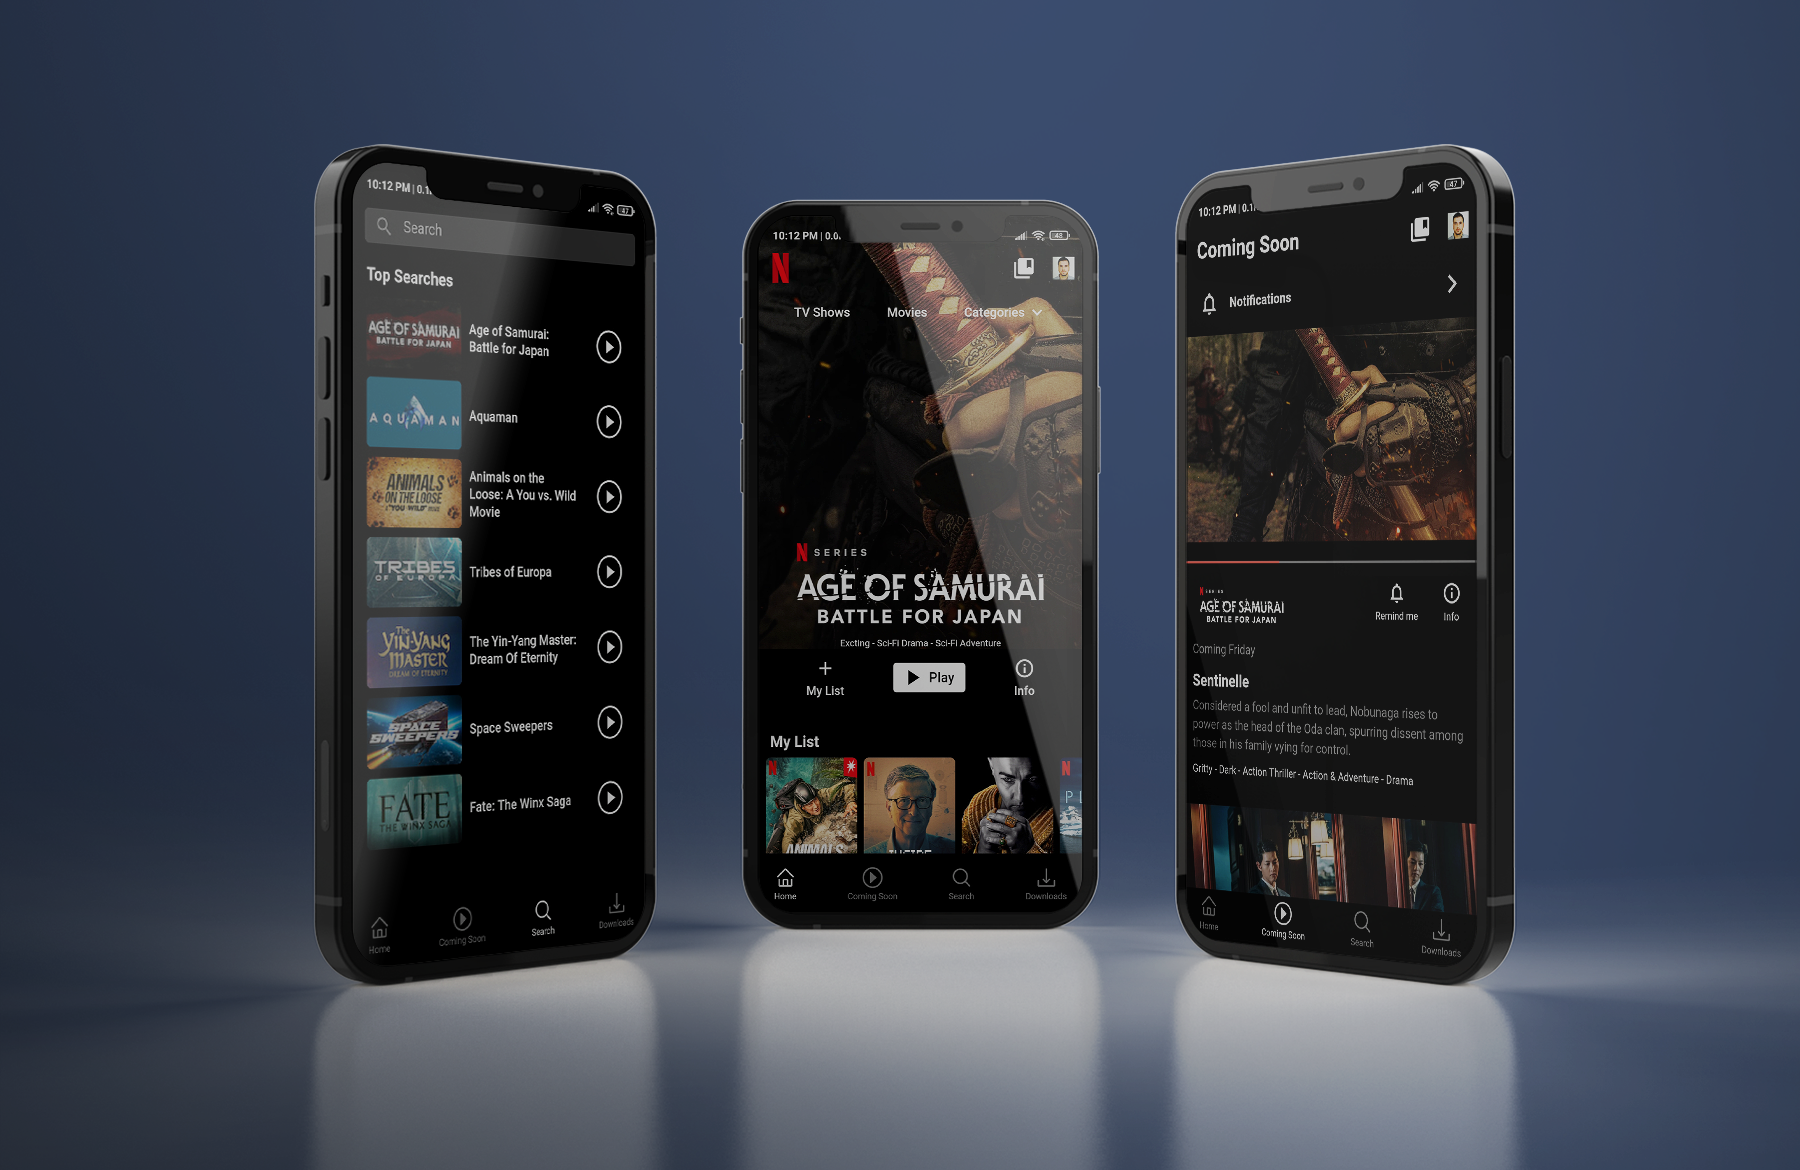 10:12 PM | 0.1
47
Search
Top Searches
AGE OF SAMURAI
BATTLE FOR JAPAN
Age of Samurai:
Battle for Japan
AQUAMAN
Aquaman
ANIMALS
ON THE LOOSE
A "YOU VS WILD" MOVIE
Animals on the
Loose: A You vs. Wild
Movie
TRIBES
OF EUROPA
Tribes of Europa
The
YIN-YANG
MASTER
DREAM OF ETERNITY
The Yin-Yang Master:
Dream Of Eternity
SPACE
SWEEPERS
Space Sweepers
FATE
THE WINX SAGA
Fate: The Winx Saga
Home
Coming Soon
Search
Downloads
10:12 PM | 0.0
48
N
TV Shows
Movies
Categories
N SERIES
AGE OF SAMURAI
BATTLE FOR JAPAN
Excting - Sci-Fi Drama - Sci-Fi Adventure
My List
Play
Info
My List
N
N
N
ANIMALS
INSIDE
Home
Coming Soon
Search
Downloads
10:12 PM | 0.1
47
Coming Soon
Notifications
N SERIES
AGE OF SAMURAI
BATTLE FOR JAPAN
Remind me
Info
Coming Friday
Sentinelle
Considered a fool and unfit to lead, Nobunaga rises to
power as the head of the Oda clan, spurring dissent among
those in his family vying for control.
Gritty - Dark - Action Thriller - Action & Adventure - Drama
Home
Coming Soon
Search
Downloads